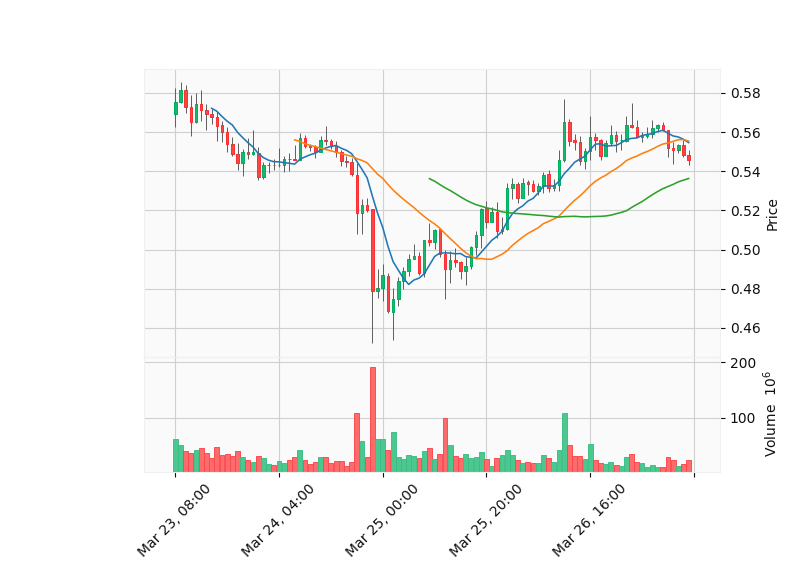 0.58
0.56
0.54
0.52
0.50
0.48
0.46
Price
200
100
Volume 10⁶
Mar 23, 08:00
Mar 24, 04:00
Mar 25, 00:00
Mar 25, 20:00
Mar 26, 16:00